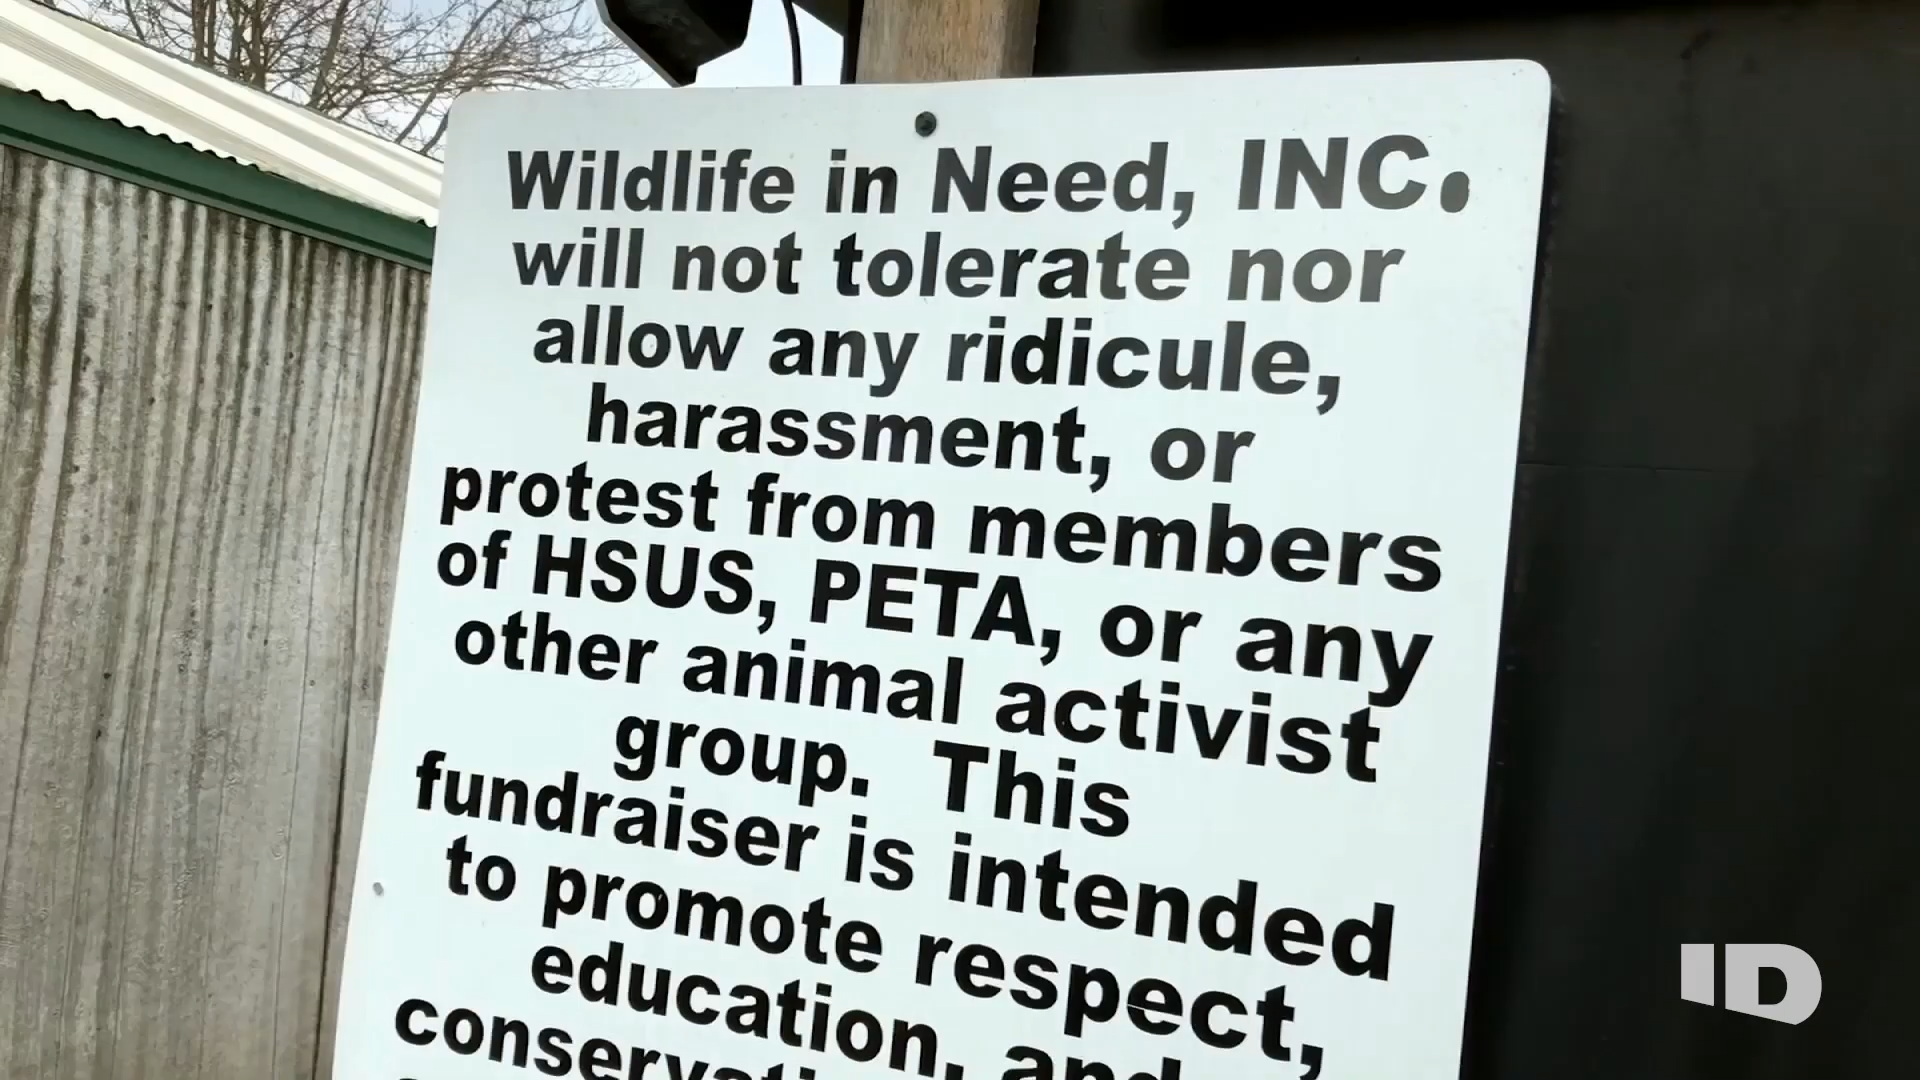 Wildlife in Need, INC.
will not tolerate nor
allow any ridicule,
harassment, or
protest from members
of HSUS, PETA, or any
other animal activist
group. This
fundraiser is intended
to promote respect,
education, and
ID